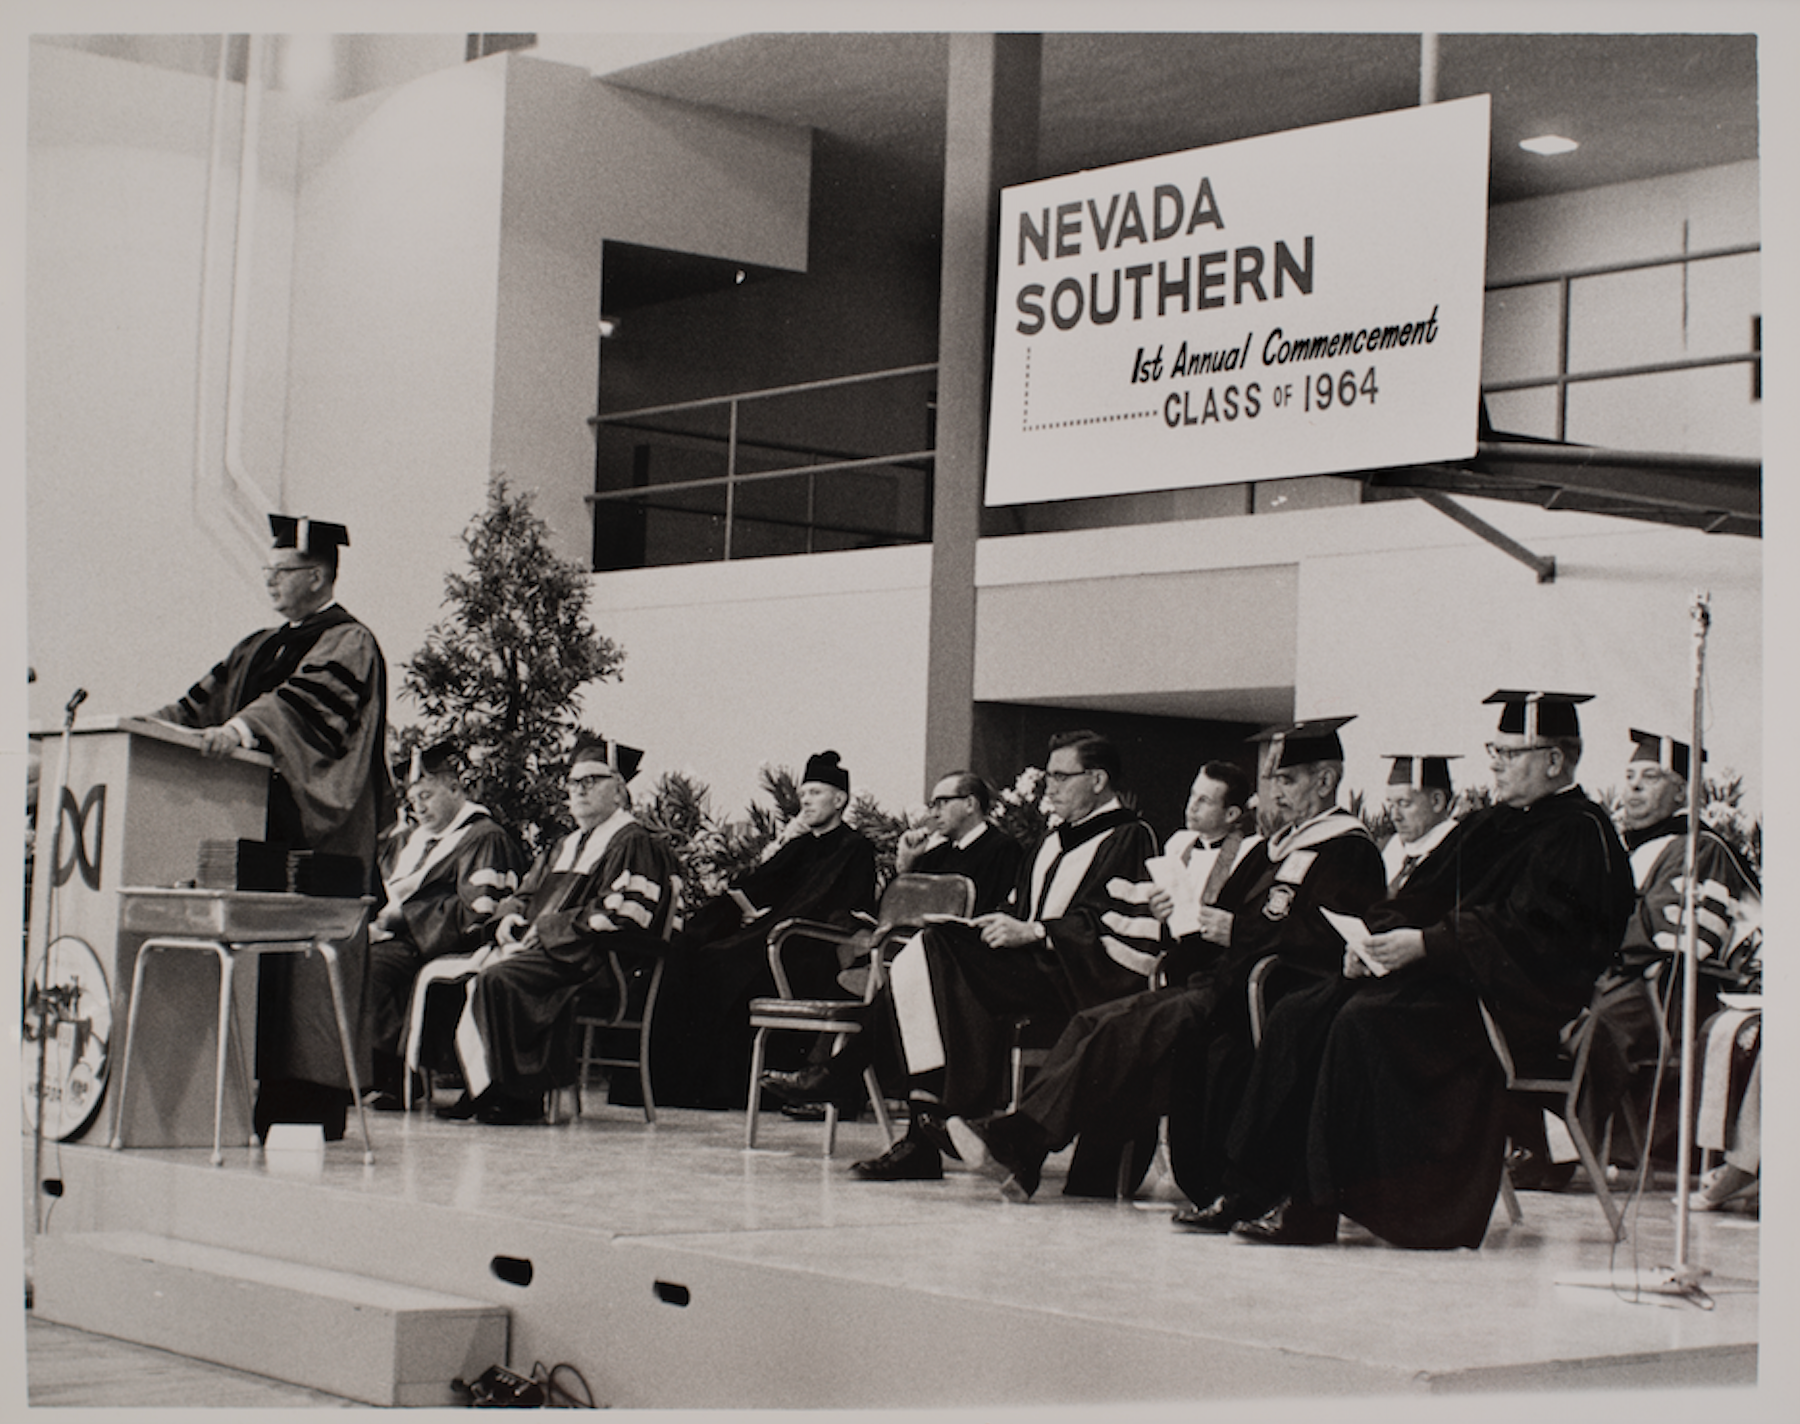 NEVADA
SOUTHERN
1st Annual Commencement
CLASS OF 1964